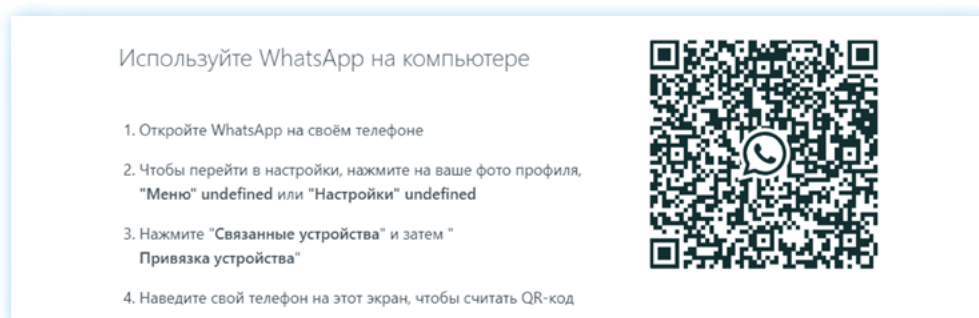 Используйте WhatsApp на компьютере
1. Откройте WhatsApp на своём телефоне
2. Чтобы перейти в настройки, нажмите на ваше фото профиля,
"Меню" undefined или "Настройки" undefined
3. Нажмите "Связанные устройства" и затем "
Привязка устройства"
4. Наведите свой телефон на этот экран, чтобы считать QR-код